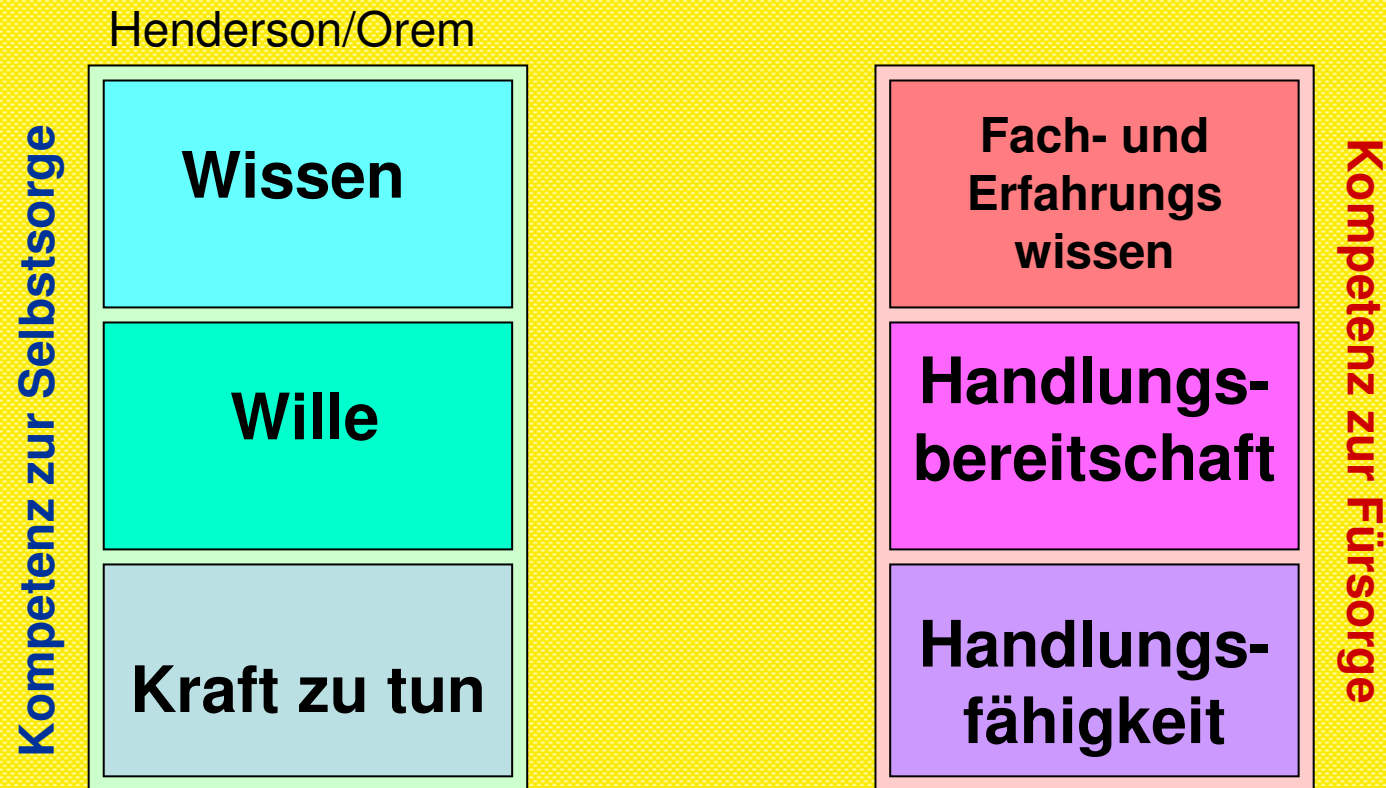 Henderson/Orem
Kompetenz zur Selbstsorge
Wissen
Wille
Kraft zu tun
Fach- und
Erfahrungs
wissen
Handlungs-
bereitschaft
Handlungs-
fähigkeit
Kompetenz zur Fürsorge